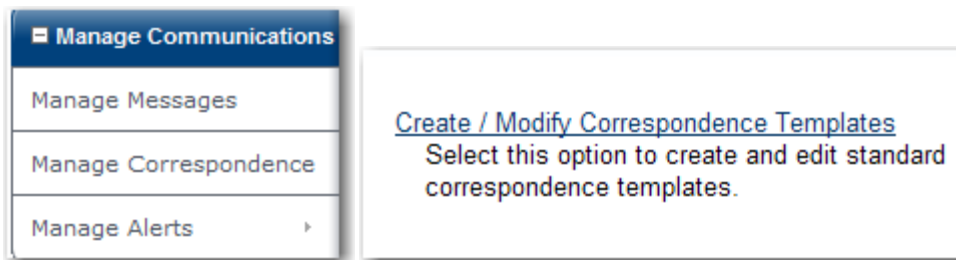 Manage Communications
Manage Messages
Manage Correspondence
Manage Alerts
Create / Modify Correspondence Templates
Select this option to create and edit standard
correspondence templates.